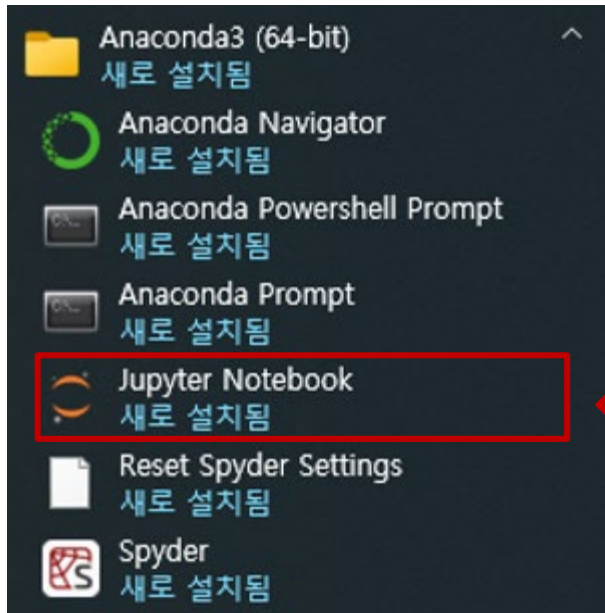 Anaconda3 (64-bit)
새로 설치됨
Anaconda Navigator
새로 설치됨
Anaconda Powershell Prompt
새로 설치됨
Anaconda Prompt
새로 설치됨
Jupyter Notebook
새로 설치됨
Reset Spyder Settings
새로 설치됨
Spyder
새로 설치됨